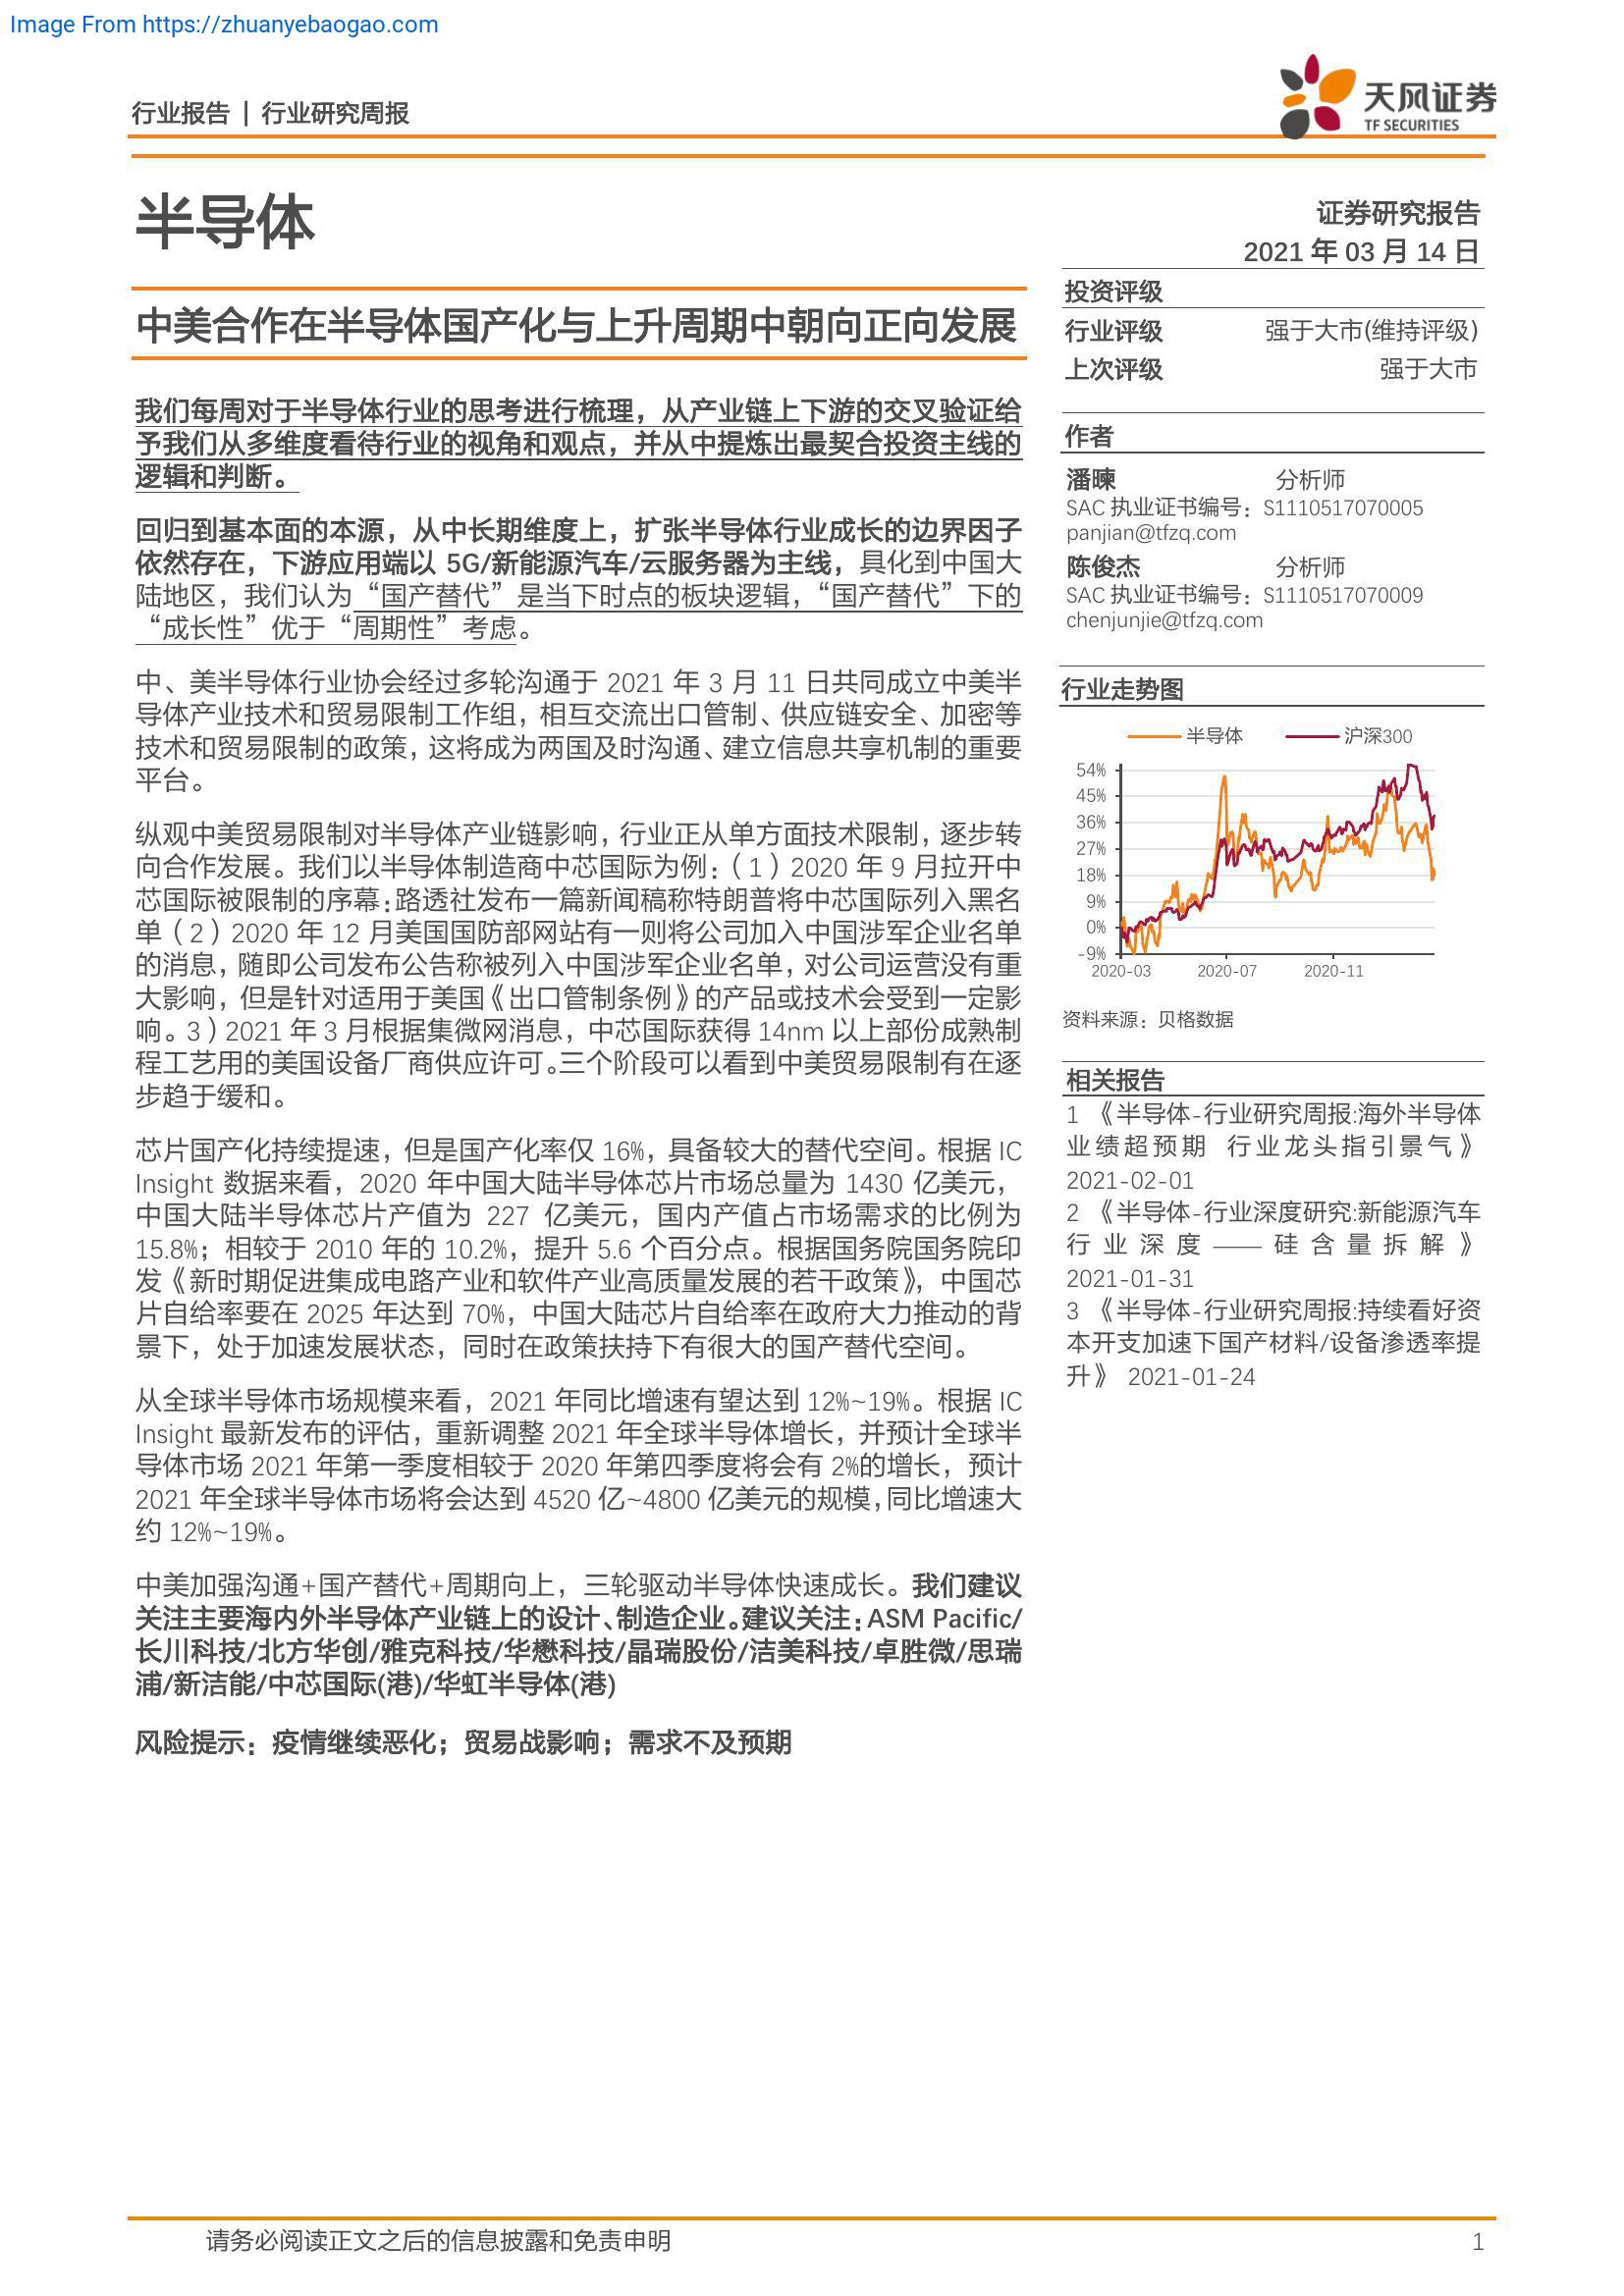 Image From https://zhuanyebaogao.com
行业报告 | 行业研究周报
天风证券
TF SECURITIES
半导体
证券研究报告
2021 年 03 月 14 日
中美合作在半导体国产化与上升周期中朝向正向发展
我们每周对于半导体行业的思考进行梳理，从产业链上下游的交叉验证给
予我们从多维度看待行业的视角和观点，并从中提炼出最契合投资主线的
逻辑和判断。
回归到基本面的本源，从中长期维度上，扩张半导体行业成长的边界因子
依然存在，下游应用端以 5G/新能源汽车/云服务器为主线，具化到中国大
陆地区，我们认为“国产替代”是当下时点的板块逻辑，“国产替代”下的
“成长性”优于“周期性”考虑。
中、美半导体行业协会经过多轮沟通于 2021 年 3 月 11 日共同成立中美半
导体产业技术和贸易限制工作组，相互交流出口管制、供应链安全、加密等
技术和贸易限制的政策，这将成为两国及时沟通、建立信息共享机制的重要
平台。
纵观中美贸易限制对半导体产业链影响，行业正从单方面技术限制，逐步转
向合作发展。我们以半导体制造商中芯国际为例：（1）2020 年 9 月拉开中
芯国际被限制的序幕：路透社发布一篇新闻稿称特朗普将中芯国际列入黑名
单（2）2020 年 12 月美国国防部网站有一则将公司加入中国涉军企业名单
的消息，随即公司发布公告称被列入中国涉军企业名单，对公司运营没有重
大影响，但是针对适用于美国《出口管制条例》的产品或技术会受到一定影
响。3）2021 年 3 月根据集微网消息，中芯国际获得 14nm 以上部份成熟制
程工艺用的美国设备厂商供应许可。三个阶段可以看到中美贸易限制有在逐
步趋于缓和。
芯片国产化持续提速，但是国产化率仅 16%，具备较大的替代空间。根据 IC
Insight 数据来看，2020 年中国大陆半导体芯片市场总量为 1430 亿美元，
中国大陆半导体芯片产值为 227 亿美元，国内产值占市场需求的比例为
15.8%；相较于 2010 年的 10.2%，提升 5.6 个百分点。根据国务院国务院印
发《新时期促进集成电路产业和软件产业高质量发展的若干政策》，中国芯
片自给率要在 2025 年达到 70%，中国大陆芯片自给率在政府大力推动的背
景下，处于加速发展状态，同时在政策扶持下有很大的国产替代空间。
从全球半导体市场规模来看，2021 年同比增速有望达到 12%~19%。根据 IC
Insight 最新发布的评估，重新调整 2021 年全球半导体增长，并预计全球半
导体市场 2021 年第一季度相较于 2020 年第四季度将会有 2%的增长，预计
2021 年全球半导体市场将会达到 4520 亿~4800 亿美元的规模，同比增速大
约 12%~19%。
中美加强沟通+国产替代+周期向上，三轮驱动半导体快速成长。我们建议
关注主要海内外半导体产业链上的设计、制造企业。建议关注：ASM Pacific/
长川科技/北方华创/雅克科技/华懋科技/晶瑞股份/洁美科技/卓胜微/思瑞
浦/新洁能/中芯国际(港)/华虹半导体(港)
风险提示：疫情继续恶化；贸易战影响；需求不及预期
投资评级
行业评级 强于大市(维持评级)
上次评级 强于大市
作者
潘暕 分析师
SAC 执业证书编号：S1110517070005
panjian@tfzq.com
陈俊杰 分析师
SAC 执业证书编号：S1110517070009
chenjunjie@tfzq.com
行业走势图
半导体 沪深300
54%
45%
36%
27%
18%
9%
0%
-9%
2020-03 2020-07 2020-11
资料来源：贝格数据
相关报告
1 《半导体-行业研究周报:海外半导体
业绩超预期 行业龙头指引景气》
2021-02-01
2 《半导体-行业深度研究:新能源汽车
行业深度——硅含量拆解》
2021-01-31
3 《半导体-行业研究周报:持续看好资
本开支加速下国产材料/设备渗透率提
升》 2021-01-24
请务必阅读正文之后的信息披露和免责申明 1